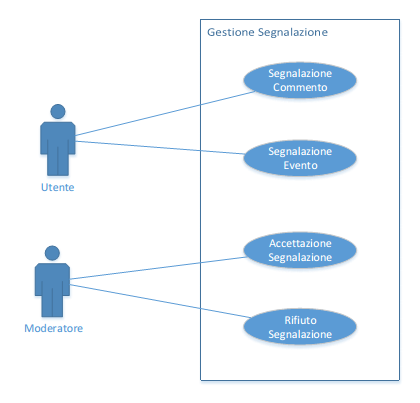 Gestione Segnalazione
Segnalazione
Commento
Segnalazione
Evento
Utente
Accettazione
Segnalazione
Moderatore
Rifiuto
Segnalazione